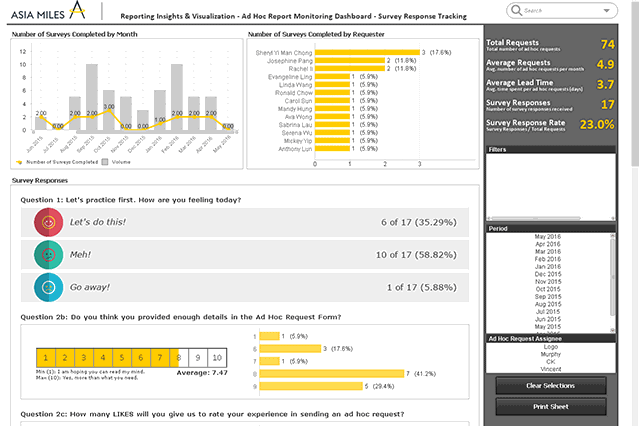 ASIA MILES
Reporting Insights & Visualization - Ad Hoc Report Monitoring Dashboard - Survey Response Tracking
Search
Number of Surveys Completed by Month
12
10
8
6
4
2
0
2.00 0.00 2.00 2.00 3.00 0.00 0.00 1.00 2.00 2.00 2.00 0.00
Jun 2015 Jul 2015 Aug 2015 Sep 2015 Oct 2015 Nov 2015 Dec 2015 Jan 2016 Feb 2016 Mar 2016 Apr 2016 May 2016
Number of Surveys Completed Volume
Number of Surveys Completed by Requester
Sheryl Yi Man Chong 3 (17.6%)
Josephine Pang 2 (11.8%)
Rachel Ii 2 (11.8%)
Evangeline Ling 1 (5.9%)
Linda Wang 1 (5.9%)
Ronald Chow 1 (5.9%)
Carol Sun 1 (5.9%)
Mandy Hung 1 (5.9%)
Ava Wong 1 (5.9%)
Sabrina Lau 1 (5.9%)
Serena Wu 1 (5.9%)
Mickey Yip 1 (5.9%)
Anthony Lun 1 (5.9%)
0 1 2 3
Total Requests 74
Total number of ad hoc requests
Average Requests 4.9
Avg. number of ad hoc requests per month
Average Lead Time 3.7
Avg. time spent per ad hoc requests (days)
Survey Responses 17
Number of survey responses received
Survey Response Rate 23.0%
Survey Responses / Total Requests
Filters
Period
May 2016
Apr 2016
Mar 2016
Feb 2016
Jan 2016
Dec 2015
Nov 2015
Oct 2015
Sep 2015
Aug 2015
Jul 2015
Jun 2015
May 2015
Ad Hoc Request Assignee
Logo
Murphy
CK
Vincent
Clear Selections
Print Sheet
Survey Responses
Question 1: Let's practice first. How are you feeling today?
Let's do this! 6 of 17 (35.29%)
Meh! 10 of 17 (58.82%)
Go away! 1 of 17 (5.88%)
Question 2b: Do you think you provided enough details in the Ad Hoc Request Form?
1 2 3 4 5 6 7 8 9 10
Min (1): I am hoping you can read my mind.
Max (10): Yes, more than what you need.
Average: 7.47
1 1 (5.9%)
6 3 (17.6%)
7 1 (5.9%)
8 7 (41.2%)
9 5 (29.4%)
Question 2c: How many LIKES will you give us to rate your experience in sending an ad hoc request?